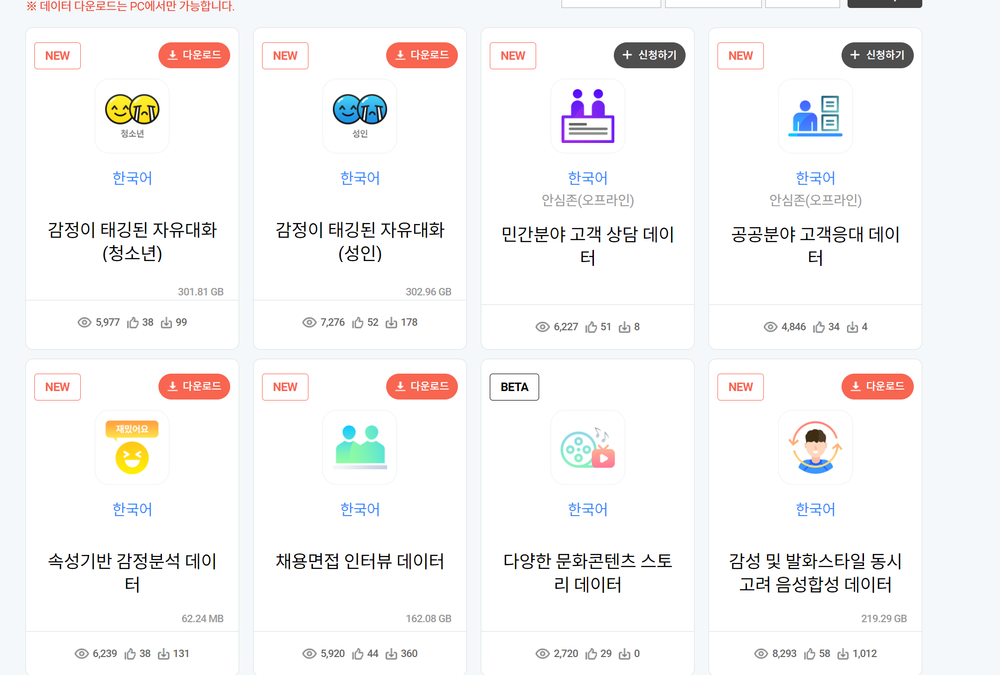 ※ 데이터 다운로드는 PC에서만 가능합니다.
NEW
다운로드
청소년
한국어
감정이 태깅된 자유대화
(청소년)
301.81 GB
5,977 38 99
NEW
다운로드
성인
한국어
감정이 태깅된 자유대화
(성인)
302.96 GB
7,276 52 178
NEW
신청하기
한국어
안심존(오프라인)
민간분야 고객 상담 데이
터
6,227 51 8
NEW
신청하기
한국어
안심존(오프라인)
공공분야 고객응대 데이
터
4,846 34 4
NEW
다운로드
재밌어요
한국어
속성기반 감정분석 데이
터
62.24 MB
6,239 38 131
NEW
다운로드
한국어
채용면접 인터뷰 데이터
162.08 GB
5,920 44 360
BETA
한국어
다양한 문화콘텐츠 스토
리 데이터
2,720 29 0
NEW
다운로드
한국어
감성 및 발화스타일 동시
고려 음성합성 데이터
219.29 GB
8,293 58 1,012